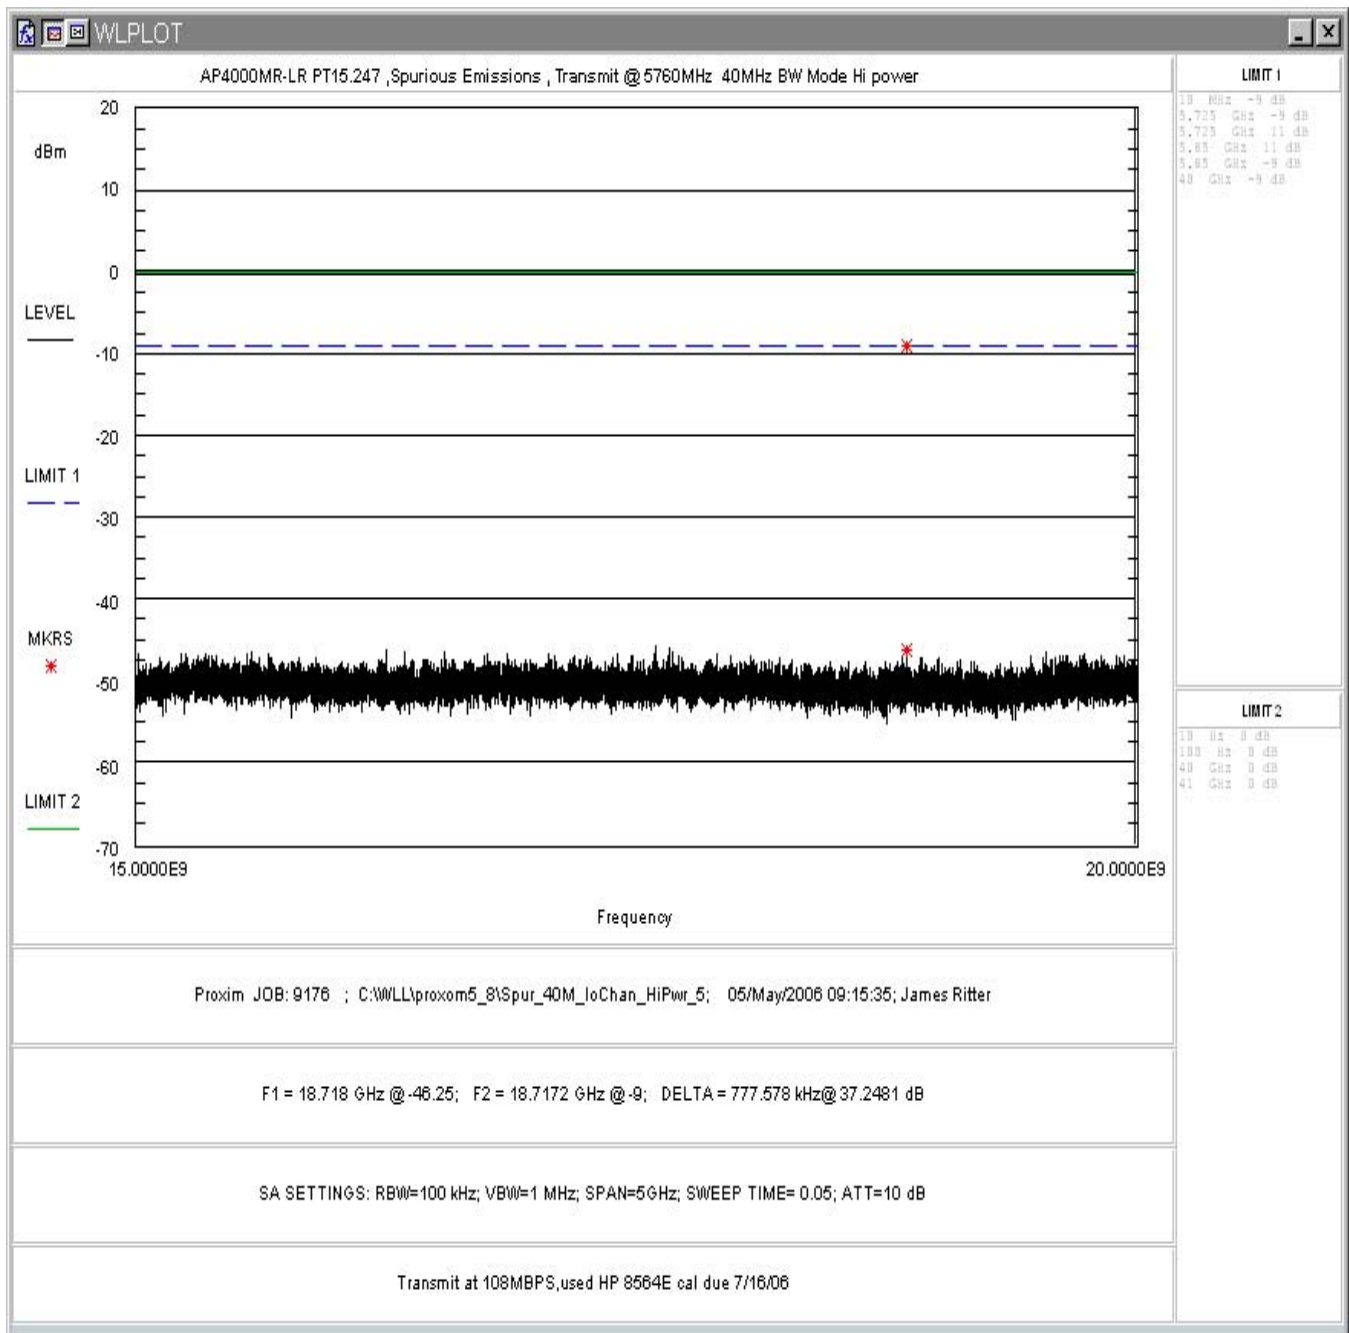 WLPLOT
AP4000MR-LR PT15.247 ,Spurious Emissions , Transmit @ 5760MHz 40MHz BW Mode Hi power
20
dBm
10
0
LEVEL
-10
-20
LIMIT 1
-30
-40
MKRS
-50
-60
LIMIT 2
-70
15.0000E9
20.0000E9
Frequency
LIMIT 1
10 MHz -9 dB
5.725 GHz -9 dB
5.725 GHz 11 dB
5.85 GHz 11 dB
5.85 GHz -9 dB
40 GHz -9 dB
LIMIT 2
10 Hz 0 dB
100 Hz 0 dB
40 GHz 0 dB
41 GHz 0 dB
Proxim JOB: 9176 ; C:\WLL\proxom5_8\Spur_40M_loChan_HiPwr_5; 05/May/2006 09:15:35; James Ritter
F1 = 18.718 GHz @ -46.25; F2 = 18.7172 GHz @ -9; DELTA = 777.578 kHz@ 37.2481 dB
SA SETTINGS: RBW=100 kHz; VBW=1 MHz; SPAN=5GHz; SWEEP TIME= 0.05; ATT=10 dB
Transmit at 108MBPS,used HP 8564E cal due 7/16/06